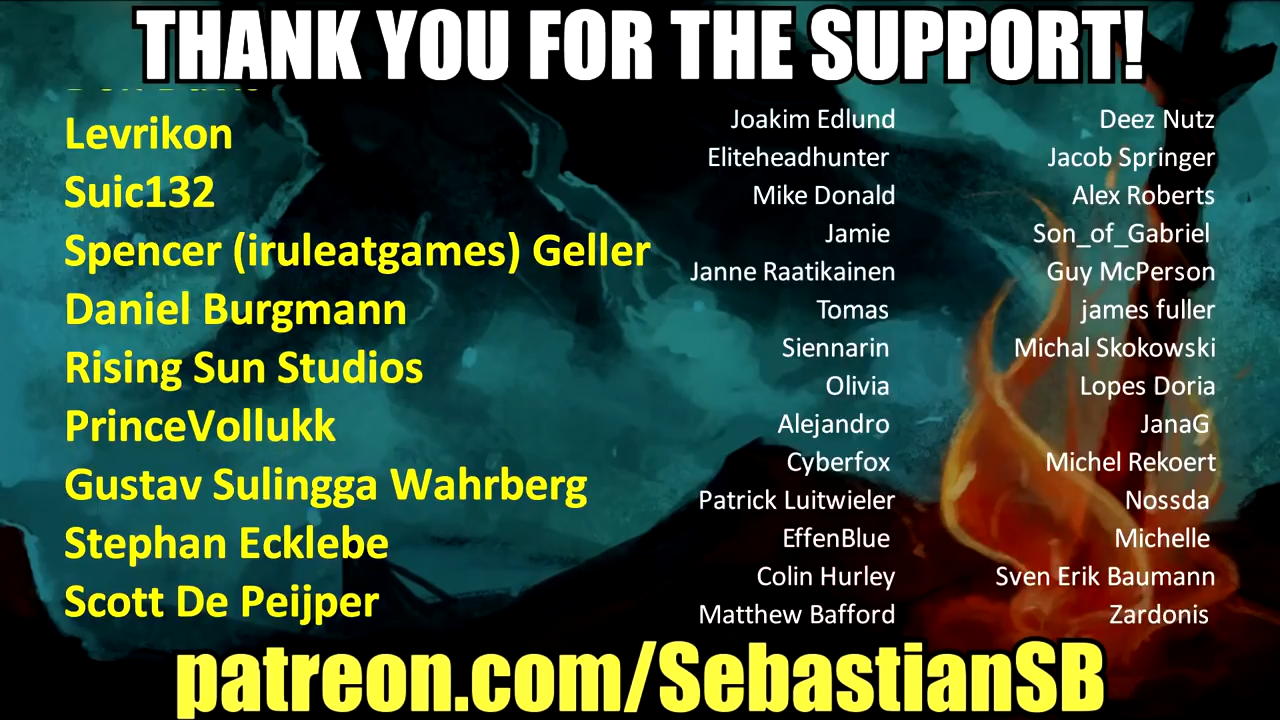 THANK YOU FOR THE SUPPORT!
Levrikon
Suic132
Spencer (iruleatgames) Geller
Daniel Burgmann
Rising Sun Studios
PrinceVollukk
Gustav Sulingga Wahrberg
Stephan Ecklebe
Scott De Peijper
Joakim Edlund
Eliteheadhunter
Mike Donald
Jamie
Janne Raatikainen
Tomas
Siennarin
Olivia
Alejandro
Cyberfox
Patrick Luitwieler
EffenBlue
Colin Hurley
Matthew Bafford
Deez Nutz
Jacob Springer
Alex Roberts
Son_of_Gabriel
Guy McPerson
james fuller
Michal Skokowski
Lopes Doria
JanaG
Michel Rekoert
Nossda
Michelle
Sven Erik Baumann
Zardonis
patreon.com/SebastianSB